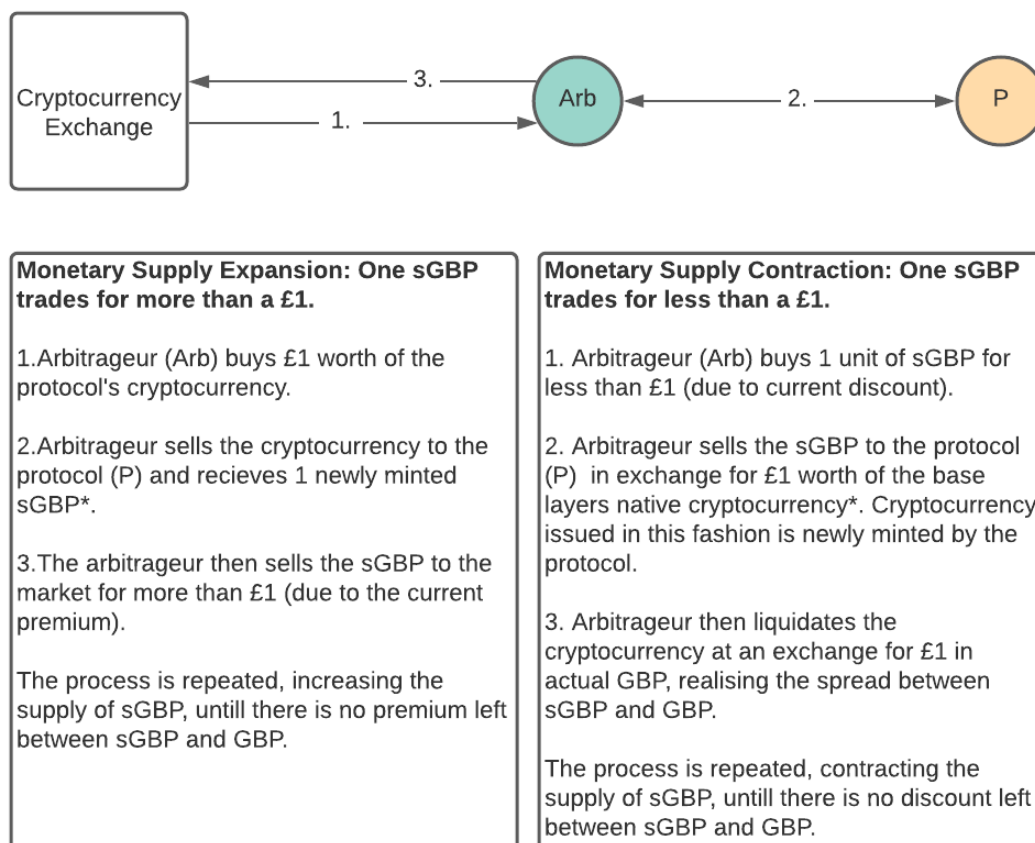 Cryptocurrency
Exchange
3.
1.
Arb
2.
P
Monetary Supply Expansion: One sGBP
trades for more than a £1.
1.Arbitrageur (Arb) buys £1 worth of the
protocol's cryptocurrency.
2.Arbitrageur sells the cryptocurrency to the
protocol (P) and recieves 1 newly minted
sGBP*.
3.The arbitrageur then sells the sGBP to the
market for more than £1 (due to the current
premium).
The process is repeated, increasing the
supply of sGBP, untill there is no premium left
between sGBP and GBP.
Monetary Supply Contraction: One sGBP
trades for less than a £1.
1. Arbitrageur (Arb) buys 1 unit of sGBP for
less than £1 (due to current discount).
2. Arbitrageur sells the sGBP to the protocol
(P)  in exchange for £1 worth of the base
layers native cryptocurrency*. Cryptocurrency
issued in this fashion is newly minted by the
protocol.
3. Arbitrageur then liquidates the
cryptocurrency at an exchange for £1 in
actual GBP, realising the spread between
sGBP and GBP.
The process is repeated, contracting the
supply of sGBP, untill there is no discount left
between sGBP and GBP.